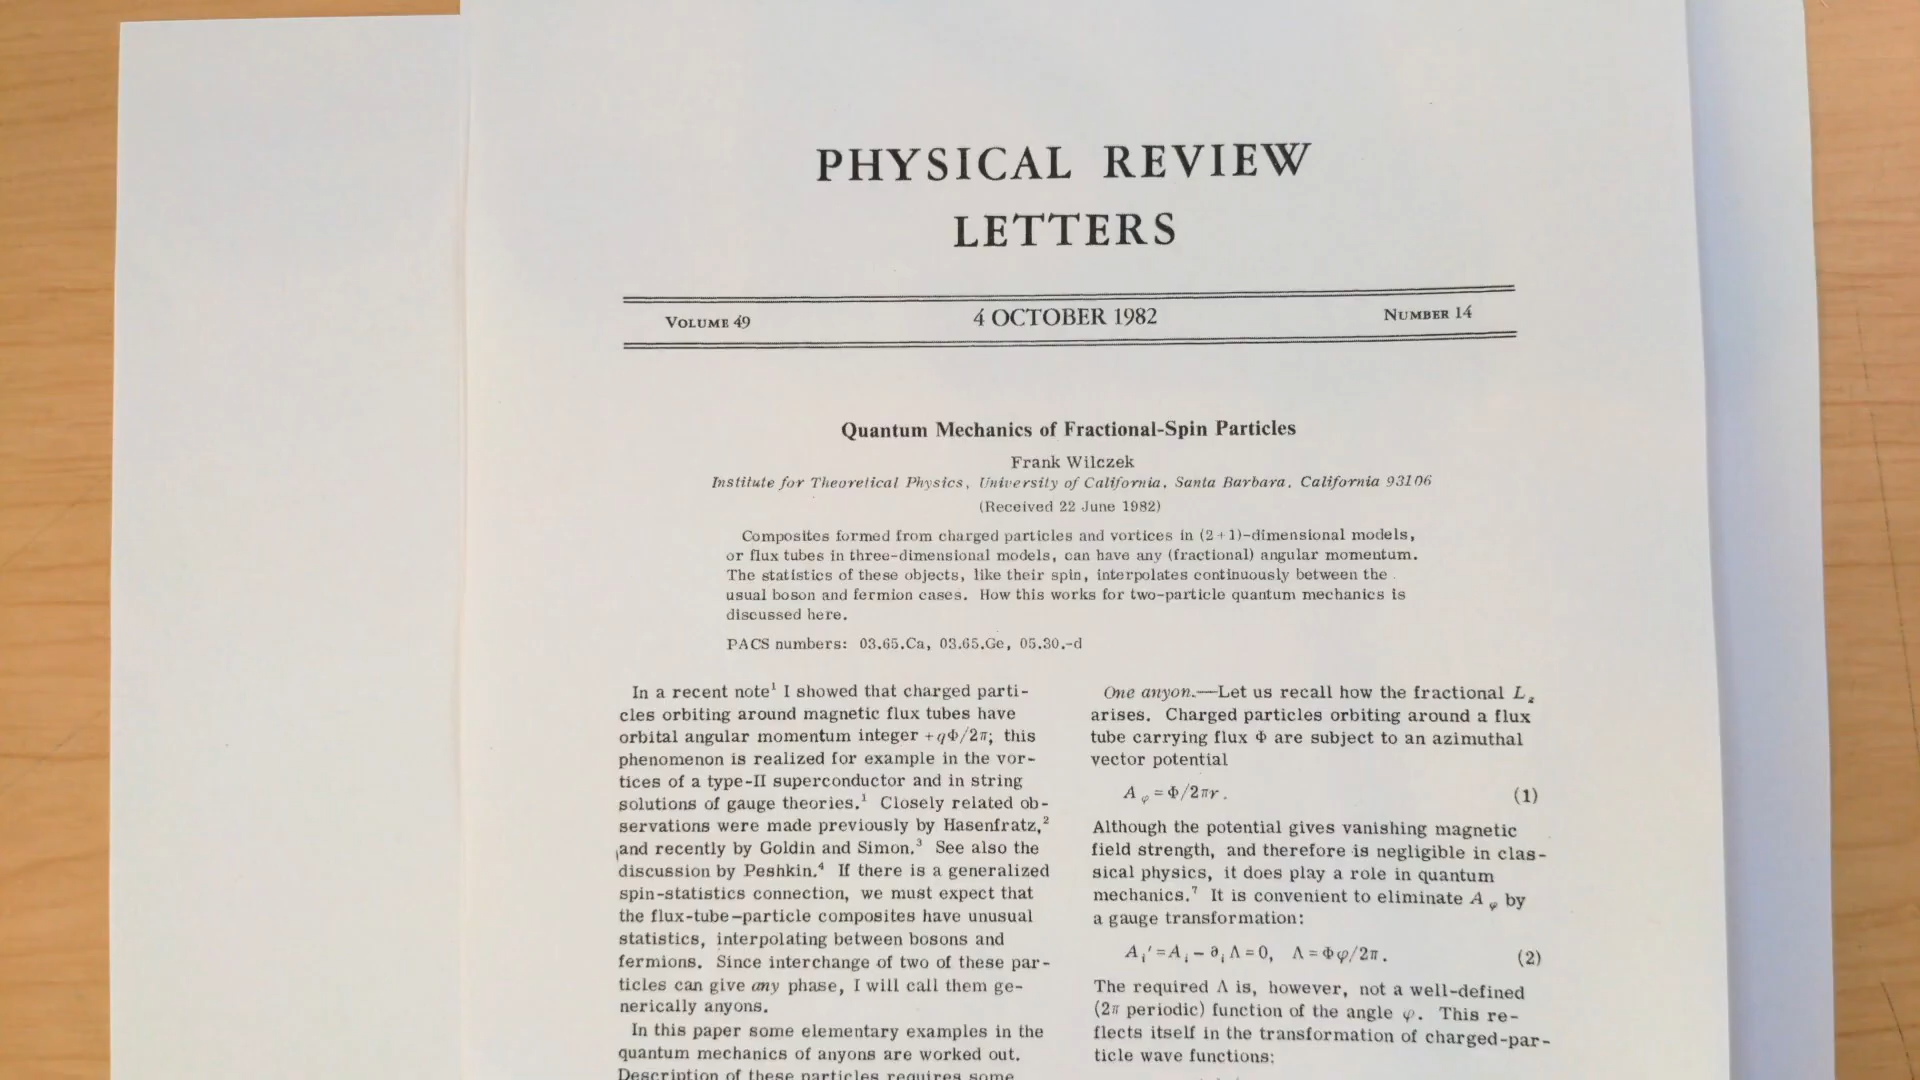 PHYSICAL REVIEW
LETTERS
VOLUME 49
4 OCTOBER 1982
NUMBER 14
Quantum Mechanics of Fractional-Spin Particles
Frank Wilczek
Institute for Theoretical Physics, University of California, Santa Barbara, California 93106
(Received 22 June 1982)
Composites formed from charged particles and vortices in (2+1)-dimensional models,
or flux tubes in three-dimensional models, can have any (fractional) angular momentum.
The statistics of these objects, like their spin, interpolates continuously between the
usual boson and fermion cases. How this works for two-particle quantum mechanics is
discussed here.
PACS numbers: 03.65.Ca, 03.65.Ge, 05.30.-d
In a recent note¹ I showed that charged parti-
cles orbiting around magnetic flux tubes have
orbital angular momentum integer +qΦ/2π; this
phenomenon is realized for example in the vor-
tices of a type-II superconductor and in string
solutions of gauge theories.¹ Closely related ob-
servations were made previously by Hasenfratz,²
and recently by Goldin and Simon.³ See also the
discussion by Peshkin.⁴ If there is a generalized
spin-statistics connection, we must expect that
the flux-tube-particle composites have unusual
statistics, interpolating between bosons and
fermions. Since interchange of two of these par-
ticles can give any phase, I will call them ge-
nerically anyons.
In this paper some elementary examples in the
quantum mechanics of anyons are worked out.
Description of these particles requires some
One anyon.—Let us recall how the fractional L_z
arises. Charged particles orbiting around a flux
tube carrying flux Φ are subject to an azimuthal
vector potential
A_φ = Φ/2πr. (1)
Although the potential gives vanishing magnetic
field strength, and therefore is negligible in clas-
sical physics, it does play a role in quantum
mechanics.⁷ It is convenient to eliminate A_φ by
a gauge transformation:
A_i′ = A_i − ∂_iΛ = 0, Λ = Φφ/2π. (2)
The required Λ is, however, not a well-defined
(2π periodic) function of the angle φ. This re-
flects itself in the transformation of charged-par-
ticle wave functions: